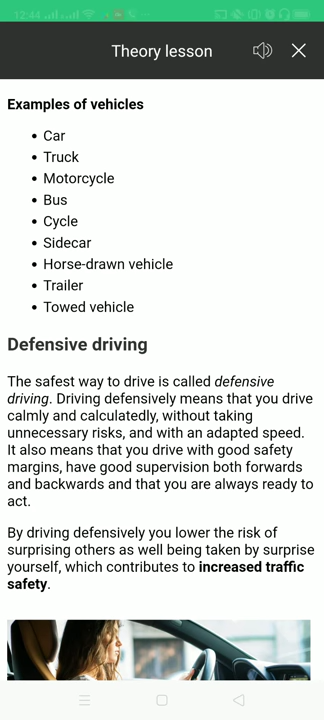 12:44
Theory lesson
Examples of vehicles
• Car
• Truck
• Motorcycle
• Bus
• Cycle
• Sidecar
• Horse-drawn vehicle
• Trailer
• Towed vehicle
Defensive driving
The safest way to drive is called defensive
driving. Driving defensively means that you drive
calmly and calculatedly, without taking
unnecessary risks, and with an adapted speed.
It also means that you drive with good safety
margins, have good supervision both forwards
and backwards and that you are always ready to
act.
By driving defensively you lower the risk of
surprising others as well being taken by surprise
yourself, which contributes to increased traffic
safety.